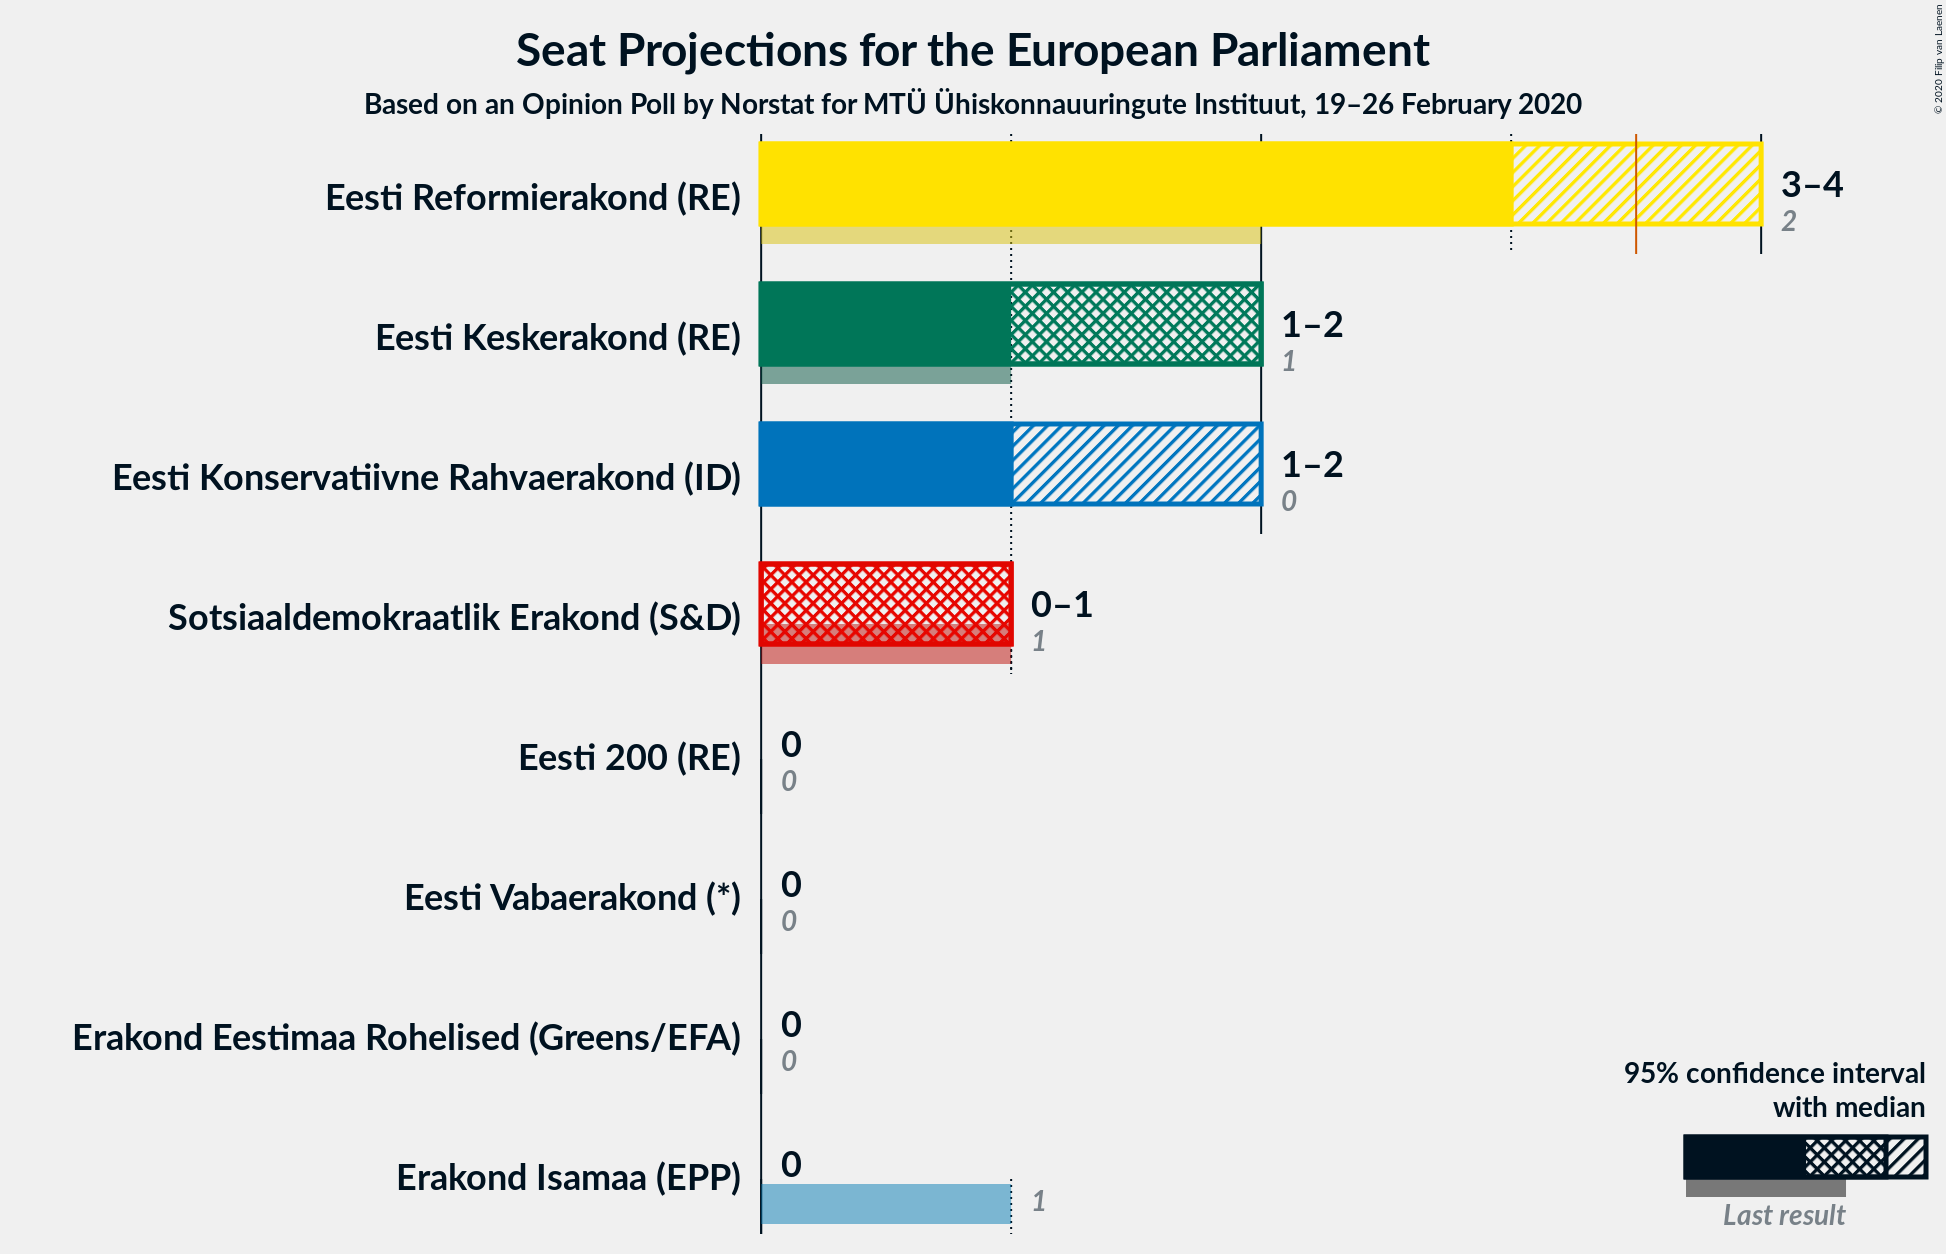 Seat Projections for the European Parliament
Based on an Opinion Poll by Norstat for MTÜ Ühiskonnauuringute Instituut, 19–26 February 2020
© 2020 Filip van Laenen
Eesti Reformierakond (RE)
3–4
2
Eesti Keskerakond (RE)
1–2
1
Eesti Konservatiivne Rahvaerakond (ID)
1–2
0
Sotsiaaldemokraatlik Erakond (S&D)
0–1
1
Eesti 200 (RE)
0
0
Eesti Vabaerakond (*)
0
0
Erakond Eestimaa Rohelised (Greens/EFA)
0
0
Erakond Isamaa (EPP)
0
1
95% confidence interval
with median
Last result